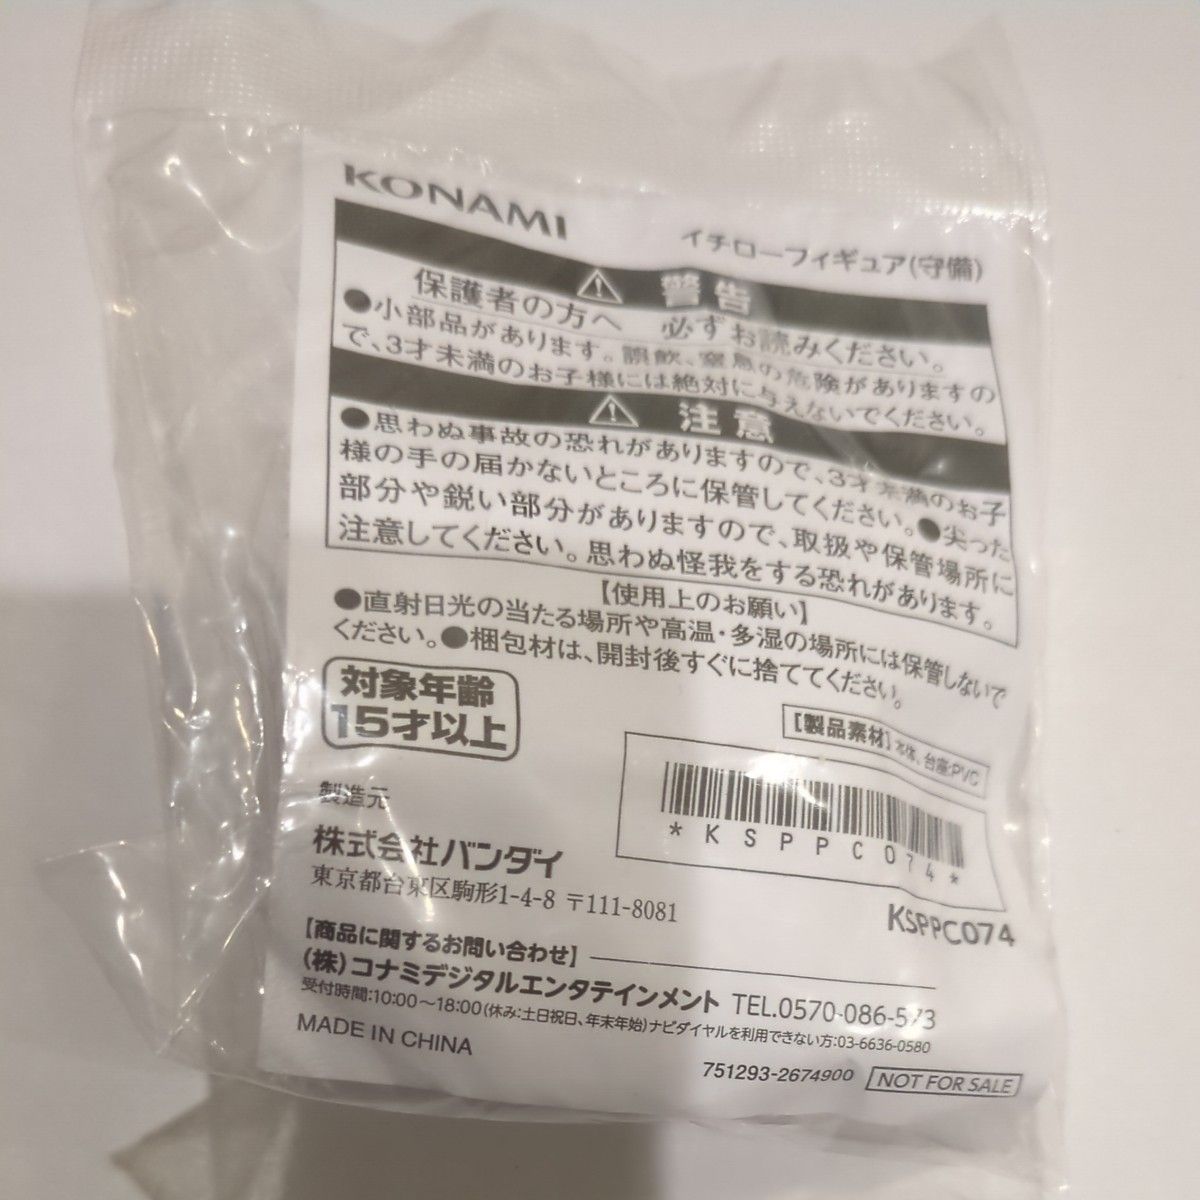 KONAMI
イチローフィギュア(守備)
警告
保護者の方へ 必ずお読みください。
●小部品があります。誤飲、窒息の危険がありますの
で、3才未満のお子様には絶対に与えないでください。
注意
●思わぬ事故の恐れがありますので、3才未満のお子
様の手の届かないところに保管してください。●尖った
部分や鋭い部分がありますので、取扱や保管場所に
注意してください。思わぬ怪我をする恐れがあります。
【使用上のお願い】
●直射日光の当たる場所や高温・多湿の場所には保管しないで
ください。●梱包材は、開封後すぐに捨ててください。
対象年齢
15才以上
【製品素材】本体、台座:PVC
*KSPPC074*
KSPPC074
製造元
株式会社バンダイ
東京都台東区駒形1-4-8 〒111-8081
【商品に関するお問い合わせ】
(株)コナミデジタルエンタテインメント TEL.0570-086-573
受付時間:10:00～18:00(休み:土日祝日、年末年始)ナビダイヤルを利用できない方:03-6636-0580
MADE IN CHINA
751293-2674900 NOT FOR SALE